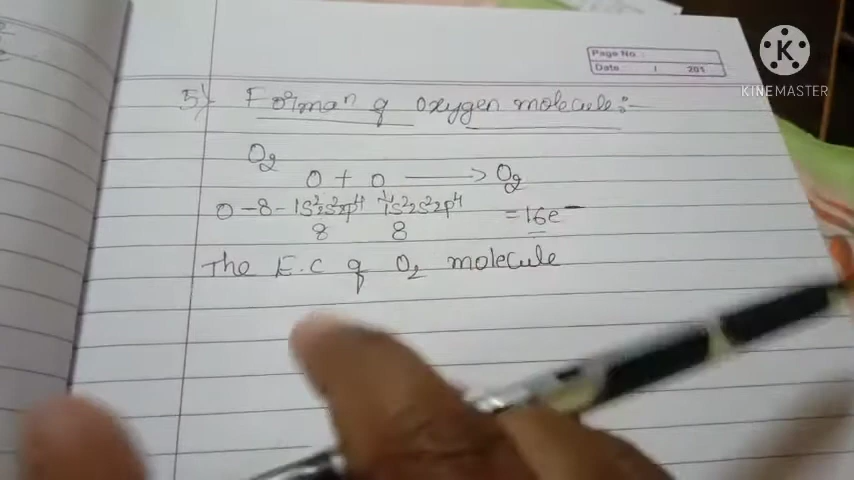 Page No :
Date / 201
K
KINEMASTER
5) Forman of oxygen molecule:-
O2
O + O ⟶ O2
O - 8 - 1s²2s²2p⁴ 1s²2s²2p⁴ = 16e⁻
8 8
The E.C of O2 molecule